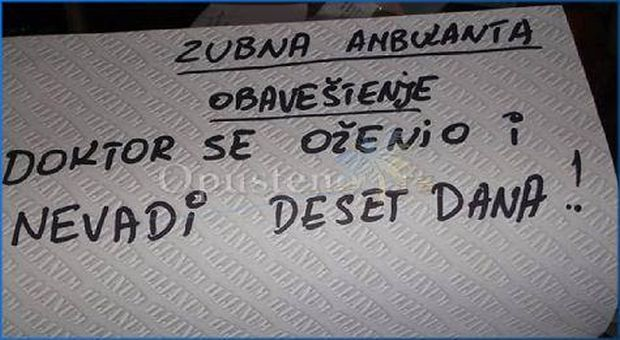 ZUBNA AMBULANTA
OBAVEŠTENJE
DOKTOR SE OŽENIO I
NEVADI DESET DANA!